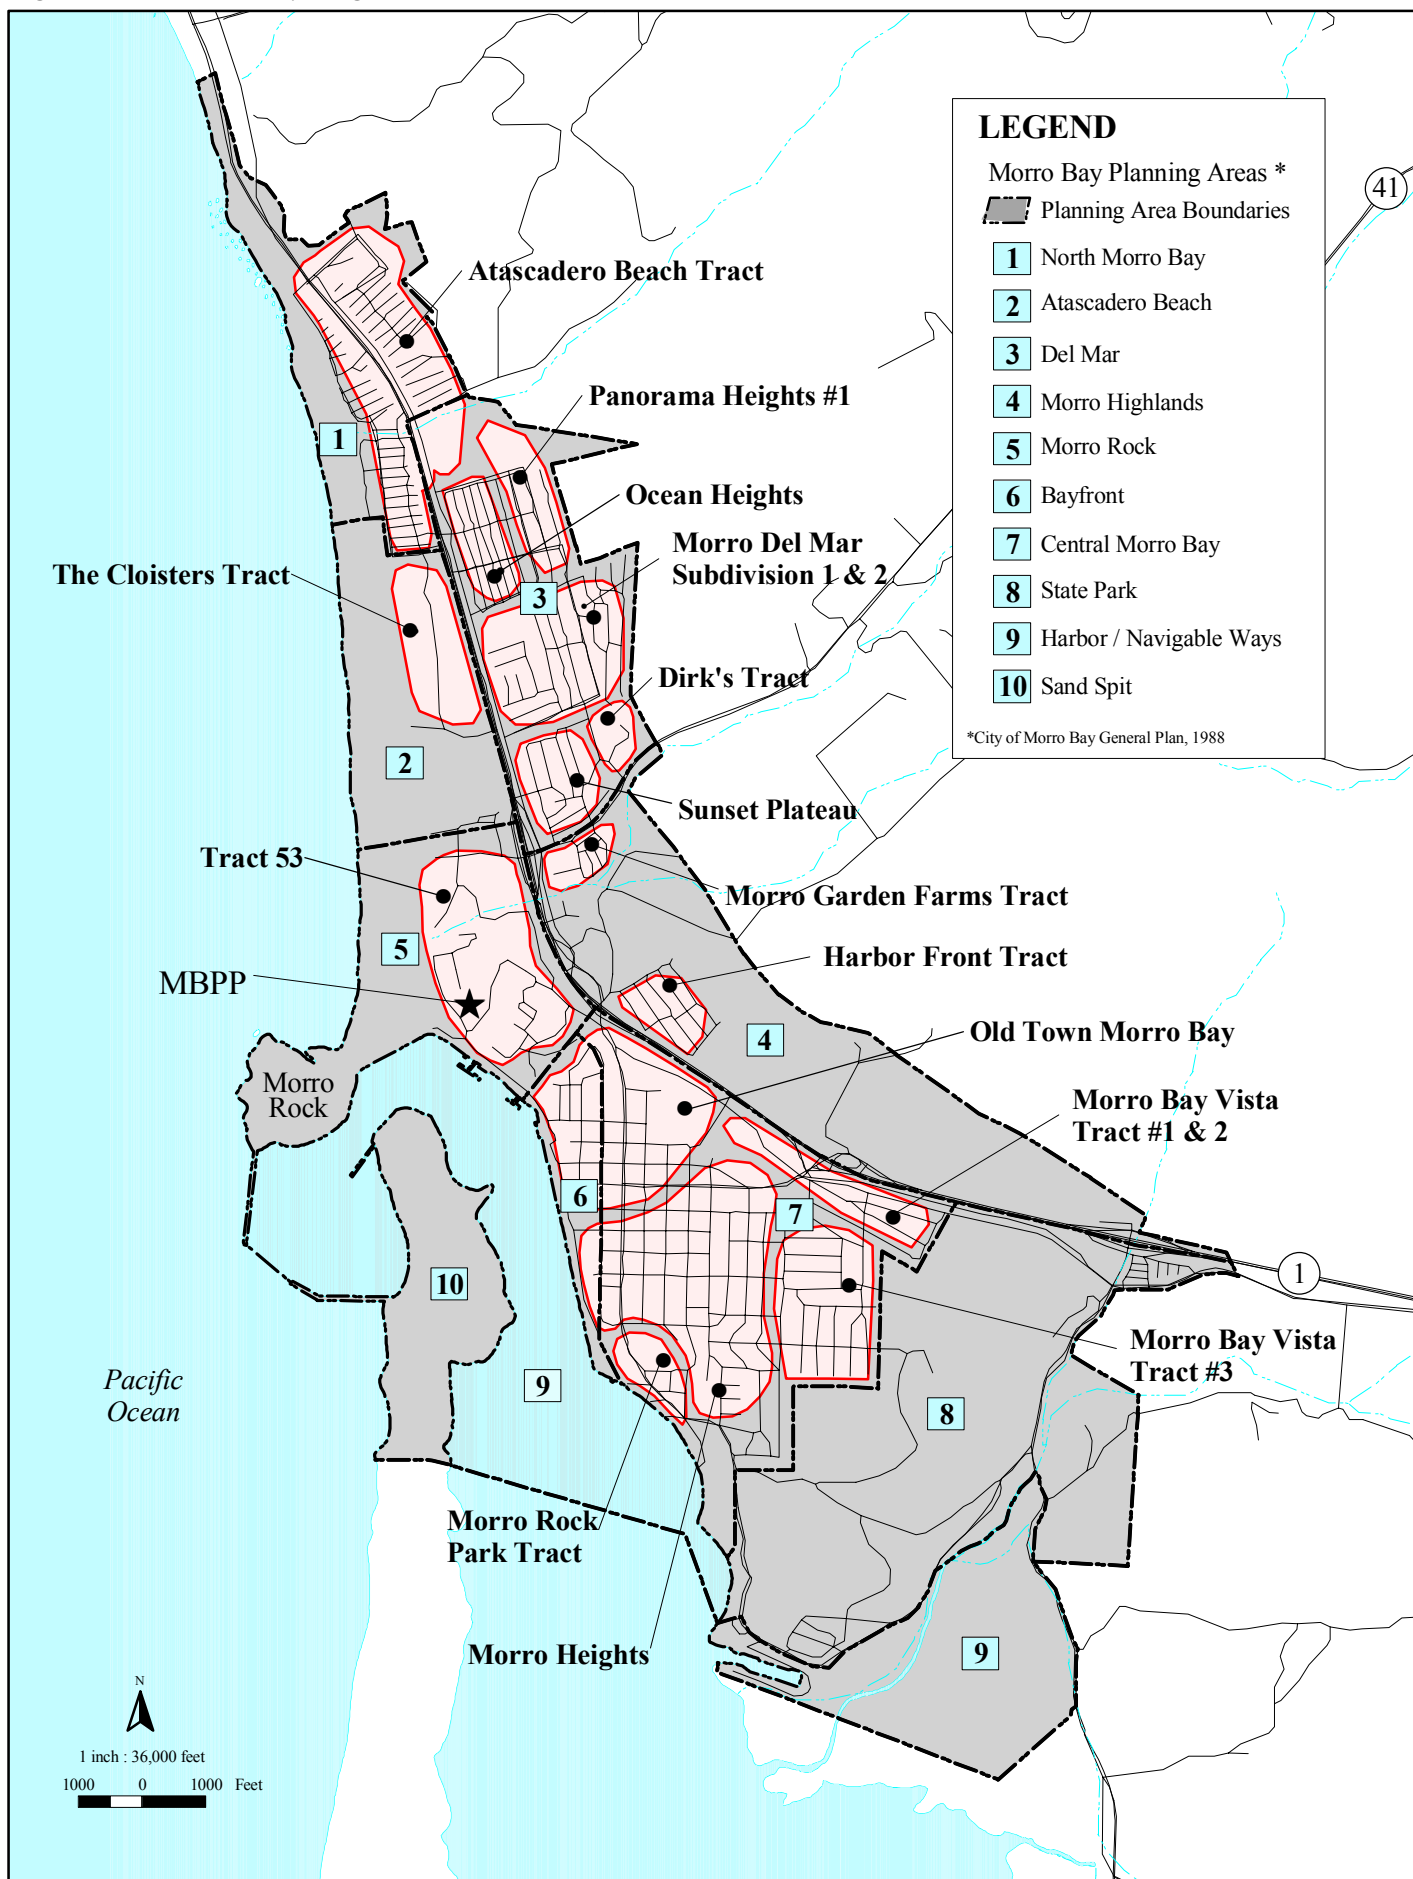 LEGEND
Morro Bay Planning Areas *
Planning Area Boundaries
1 North Morro Bay
2 Atascadero Beach
3 Del Mar
4 Morro Highlands
5 Morro Rock
6 Bayfront
7 Central Morro Bay
8 State Park
9 Harbor / Navigable Ways
10 Sand Spit
*City of Morro Bay General Plan, 1988
41
Atascadero Beach Tract
Panorama Heights #1
1
Ocean Heights
Morro Del Mar
Subdivision 1 & 2
The Cloisters Tract
3
Dirk's Tract
2
Sunset Plateau
Tract 53
Morro Garden Farms Tract
5
Harbor Front Tract
MBPP
4
Old Town Morro Bay
Morro
Rock
Morro Bay Vista
Tract #1 & 2
6
7
10
1
Morro Bay Vista
Tract #3
Pacific
Ocean
9
8
Morro Rock
Park Tract
Morro Heights
9
N
1 inch : 36,000 feet
1000 0 1000 Feet